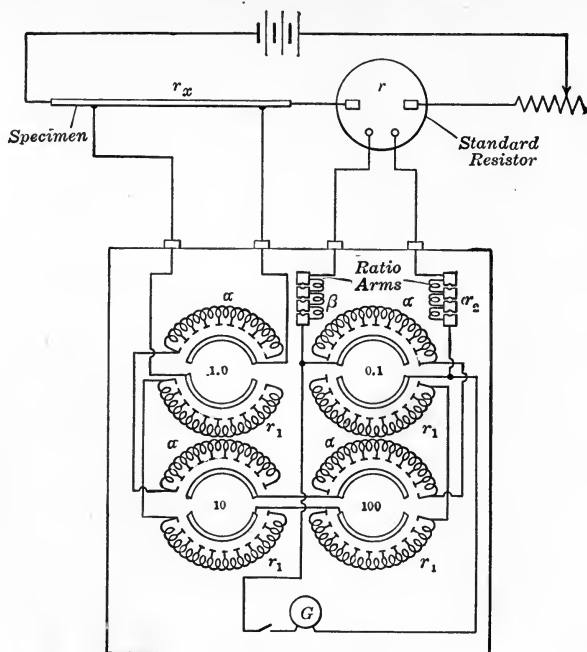 r_x
r
Specimen
Standard
Resistor
Ratio
Arms
α
β
α
r_2
1.0
0.1
r_1
r_1
α
α
10
100
r_1
r_1
G